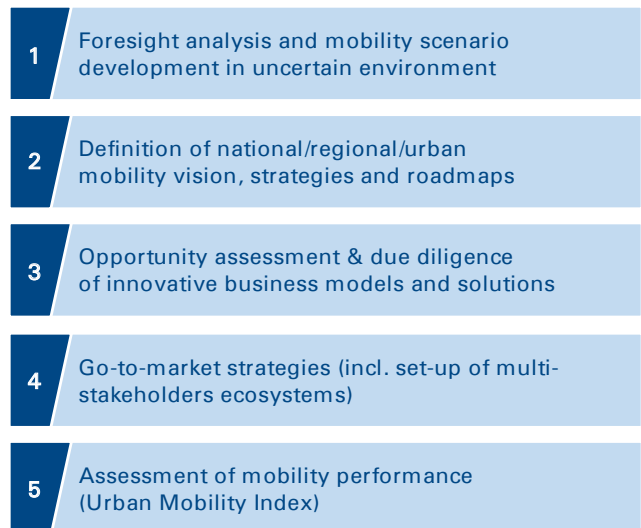 1
Foresight analysis and mobility scenario
development in uncertain environment
2
Definition of national/regional/urban
mobility vision, strategies and roadmaps
3
Opportunity assessment & due diligence
of innovative business models and solutions
4
Go-to-market strategies (incl. set-up of multi-
stakeholders ecosystems)
5
Assessment of mobility performance
(Urban Mobility Index)